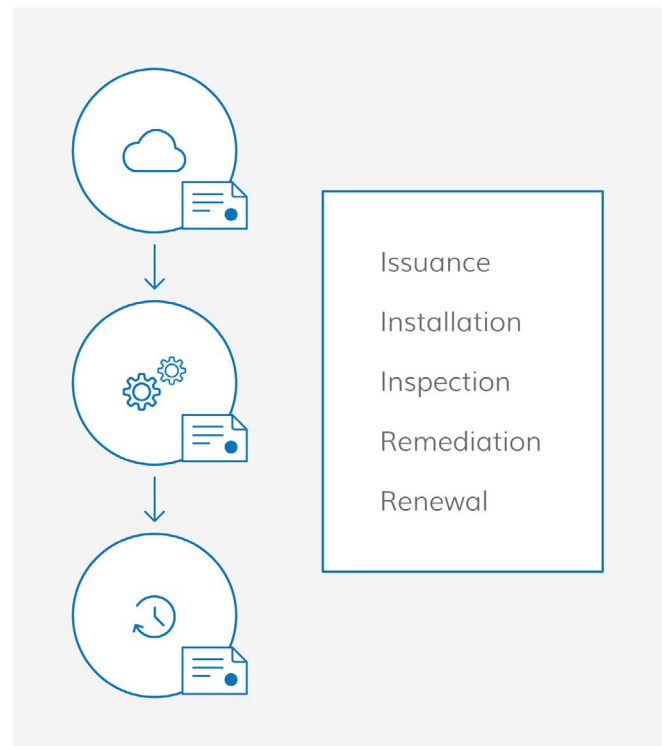 Issuance
Installation
Inspection
Remediation
Renewal